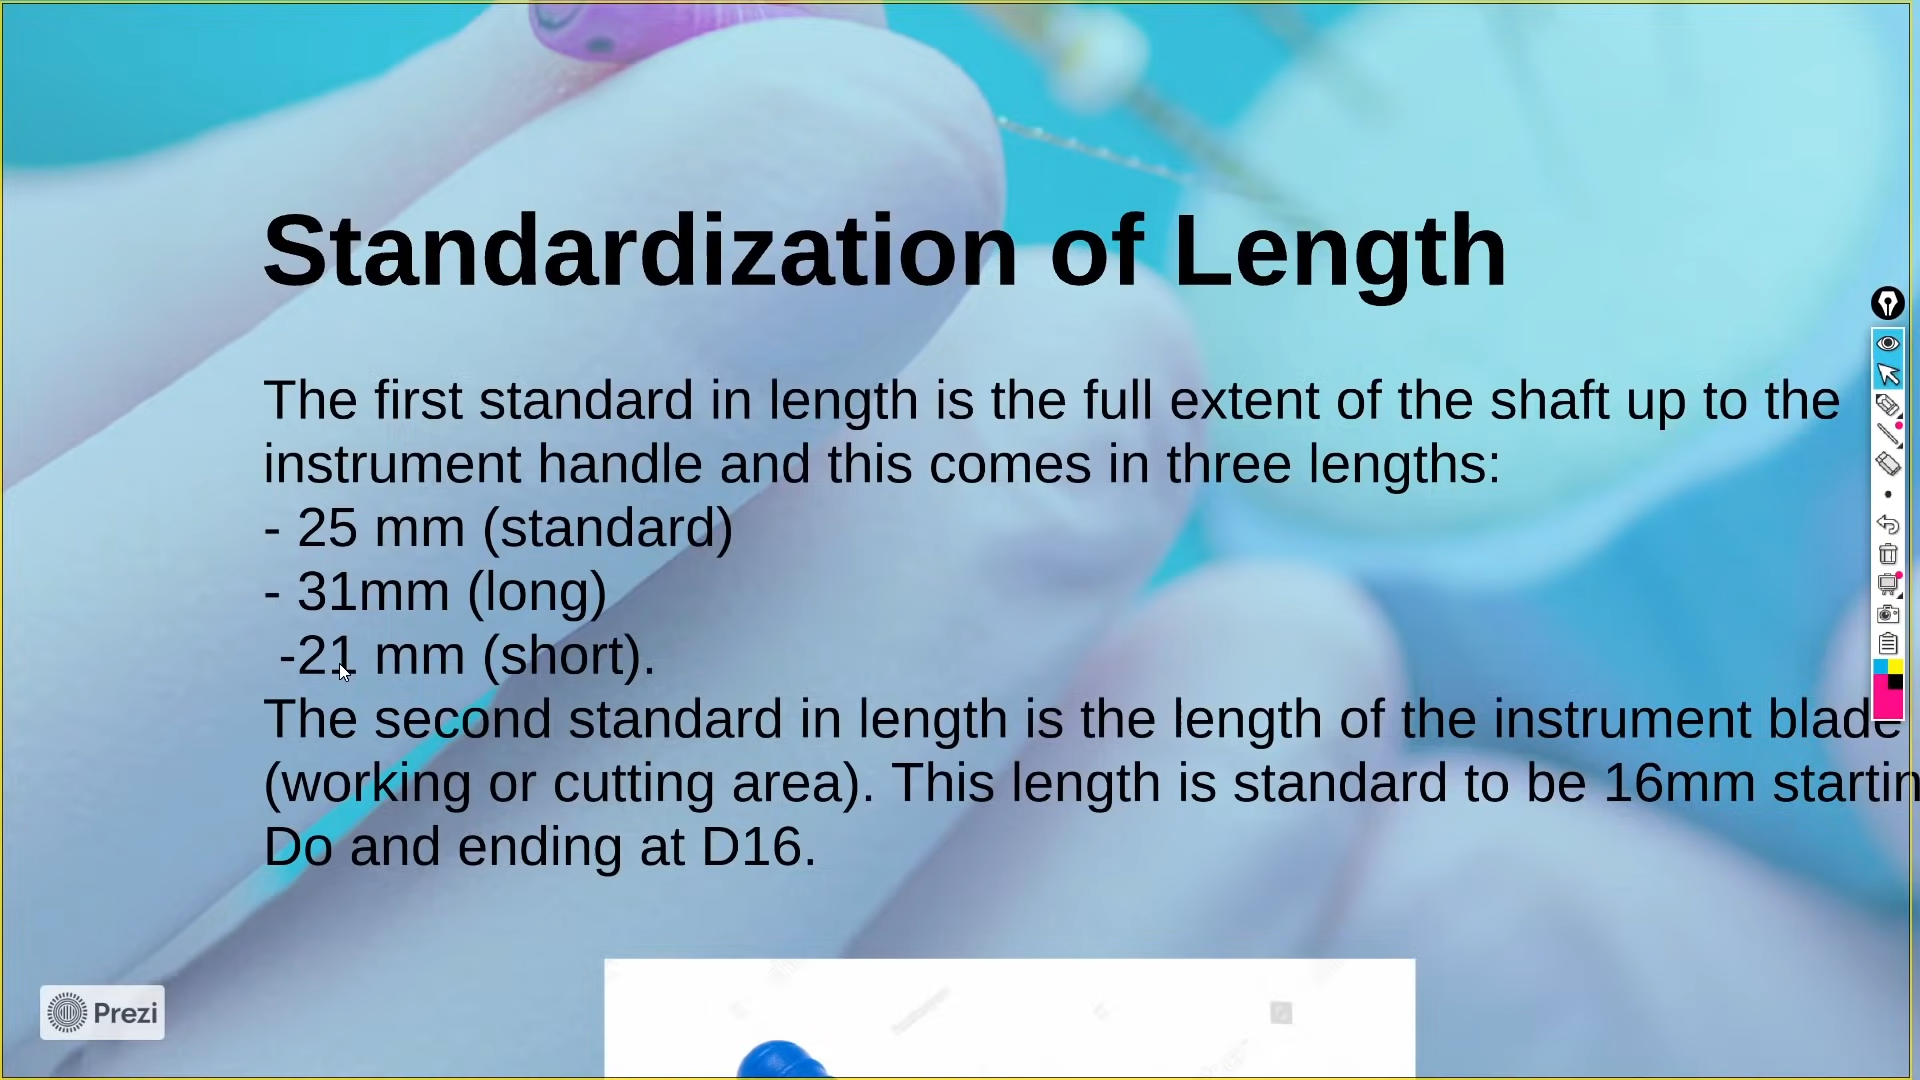 Standardization of Length
The first standard in length is the full extent of the shaft up to the
instrument handle and this comes in three lengths:
- 25 mm (standard)
- 31mm (long)
-21 mm (short).
The second standard in length is the length of the instrument blade
(working or cutting area). This length is standard to be 16mm
Do and ending at D16.
Prezi